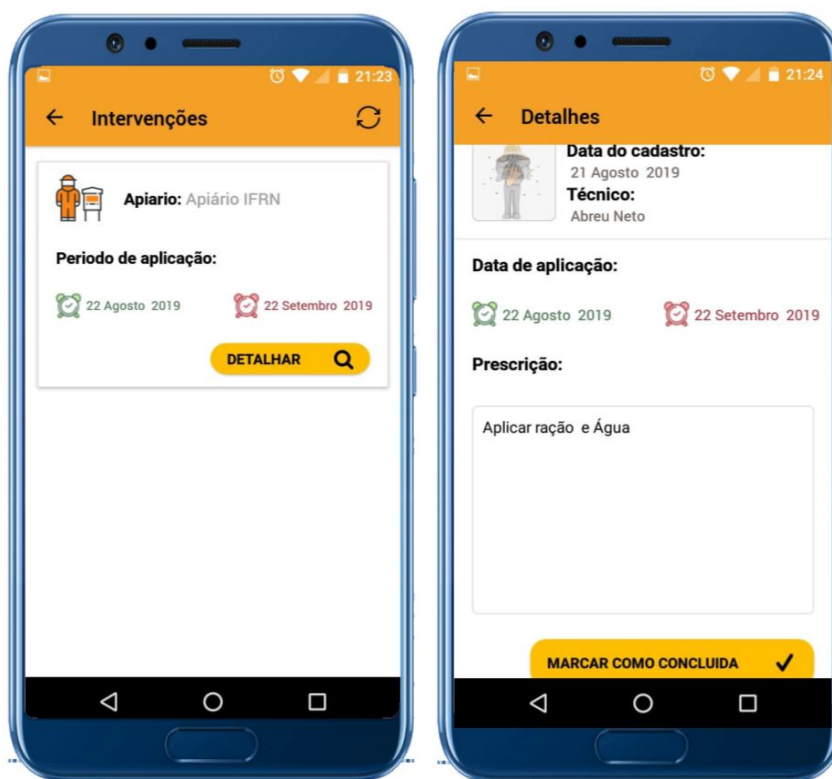 21:23
Intervenções
Apiario: Apiário IFRN
Periodo de aplicação:
22 Agosto 2019 22 Setembro 2019
DETALHAR
21:24
Detalhes
Data do cadastro:
21 Agosto 2019
Técnico:
Abreu Neto
Data de aplicação:
22 Agosto 2019 22 Setembro 2019
Prescrição:
Aplicar ração e Água
MARCAR COMO CONCLUIDA